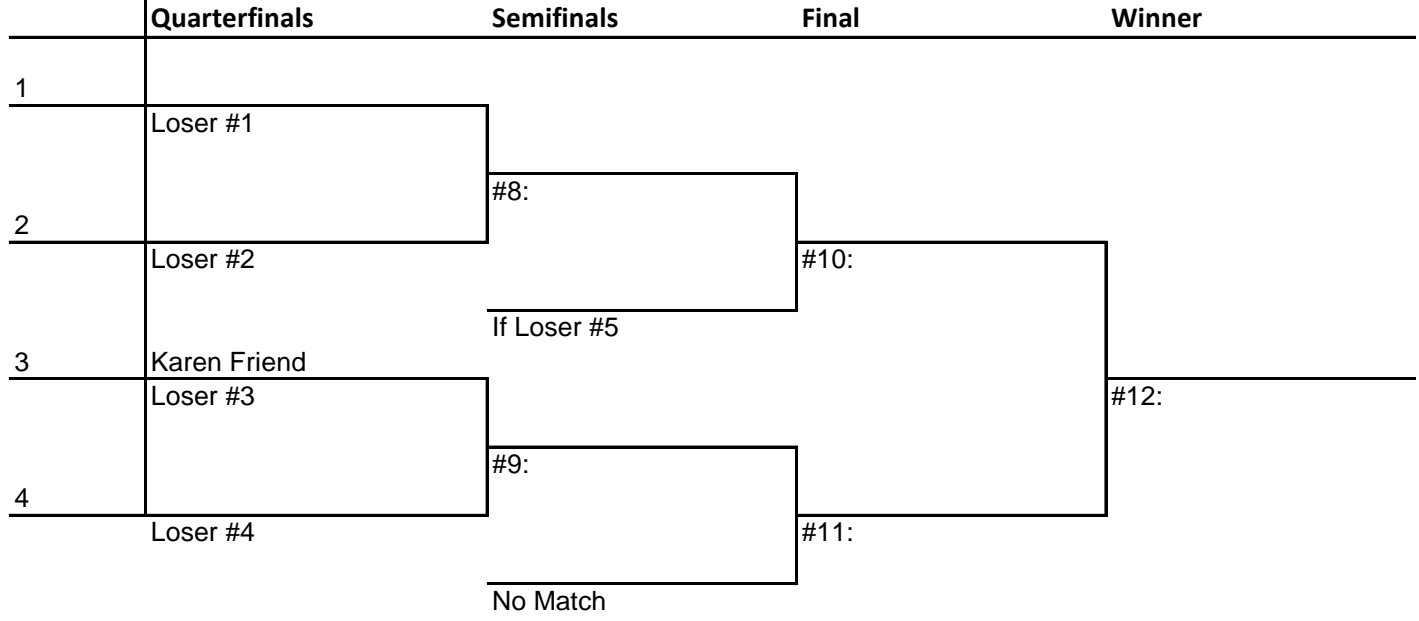 Quarterfinals Semifinals Final Winner
1
Loser #1
#8:
2
Loser #2 #10:
If Loser #5
3 Karen Friend
Loser #3 #12:
#9:
4
Loser #4 #11:
No Match